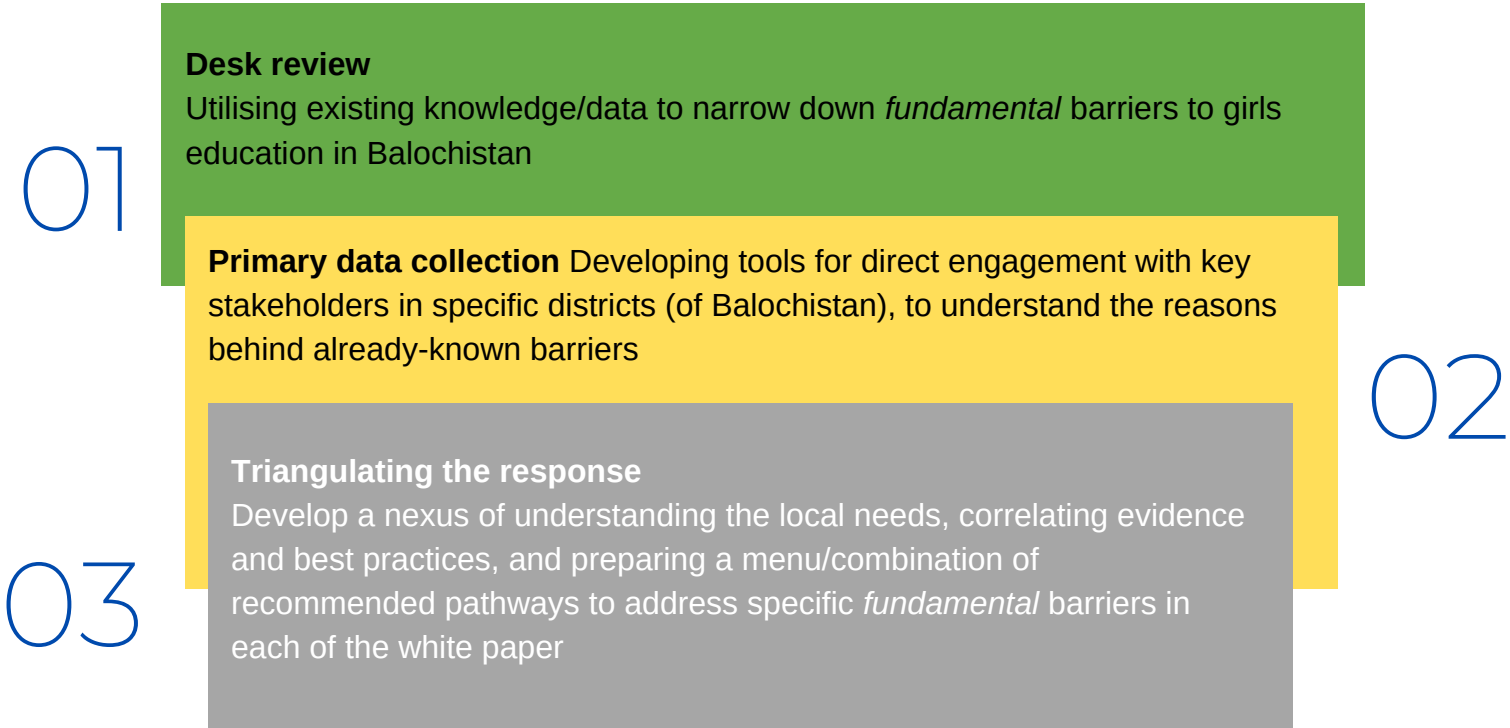 01
Desk review
Utilising existing knowledge/data to narrow down fundamental barriers to girls
education in Balochistan
Primary data collection Developing tools for direct engagement with key
stakeholders in specific districts (of Balochistan), to understand the reasons
behind already-known barriers
02
Triangulating the response
Develop a nexus of understanding the local needs, correlating evidence
and best practices, and preparing a menu/combination of
recommended pathways to address specific fundamental barriers in
each of the white paper
03